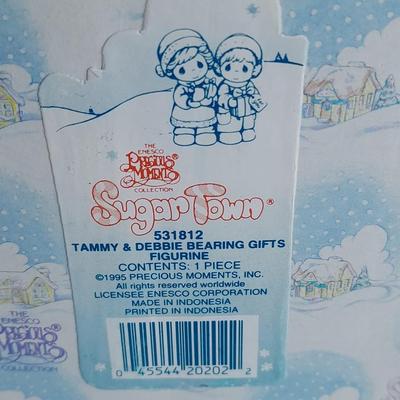 THE
ENESCO
PRECIOUS
MOMENTS®
COLLECTION
Sugar Town®
531812
TAMMY & DEBBIE BEARING GIFTS
FIGURINE
CONTENTS: 1 PIECE
©1995 PRECIOUS MOMENTS, INC.
All rights reserved worldwide
LICENSEE ENESCO CORPORATION
MADE IN INDONESIA
PRINTED IN INDONESIA
0 45544 20202 2
THE
ENESCO
PRECIOUS
MOMENTS
COLLECTION